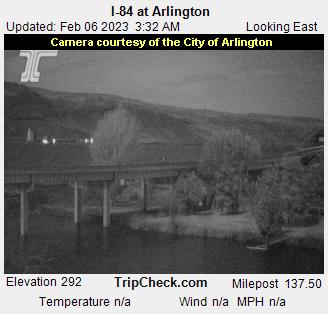 I-84 at Arlington
Updated: Feb 06 2023 3:32 AM Looking East
Camera courtesy of the City of Arlington
Elevation 292 TripCheck.com Milepost 137.50
Temperature n/a Wind n/a MPH n/a